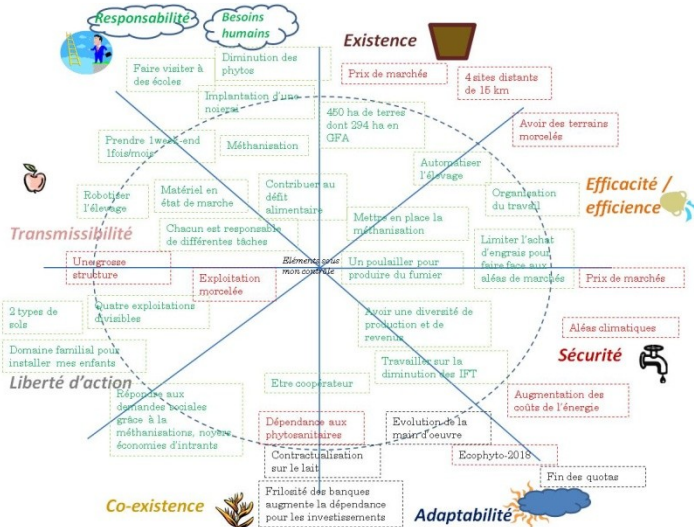 Responsabilité
Besoins
humains
Existence
Faire visiter à
des écoles
Diminution des
phytos
Prix de marchés
4 sites distants
de 15 km
Implantation d'une
noierai
450 ha de terres
dont 294 ha en
GFA
Avoir des terrains
morcelés
Prendre 1week-end
1fois/mois
Méthanisation
Automatiser
l'élevage
Efficacité /
efficience
Robotiser
l'élevage
Matériel en
état de marche
Contribuer au
défit
alimentaire
Organisation
du travail
Transmissibilité
Chacun est responsable
de différentes tâches
Mettre en place la
méthanisation
Limiter l'achat
d'engrais pour
faire face aux
aléas de marchés
Une grosse
structure
Exploitation
morcelée
Eléments sous
mon contrôle
Un poulailler pour
produire du fumier
Prix de marchés
2 types de
sols
Quatre exploitations
divisibles
Avoir une diversité de
production et de
revenus
Aléas climatiques
Domaine familial pour
installer mes enfants
Travailler sur la
diminution des IFT
Sécurité
Liberté d'action
Etre coopérateur
Répondre aux
demandes sociales
grâce à la
méthanisations, noyers,
économies d'intrants
Augmentation des
coûts de l'énergie
Dépendance aux
phytosanitaires
Evolution de la
main d'oeuvre
Contractualisation
sur le lait
Ecophyto-2018
Fin des quotas
Co-existence
Frilosité des banques
augmente la dépendance
pour les investissements
Adaptabilité